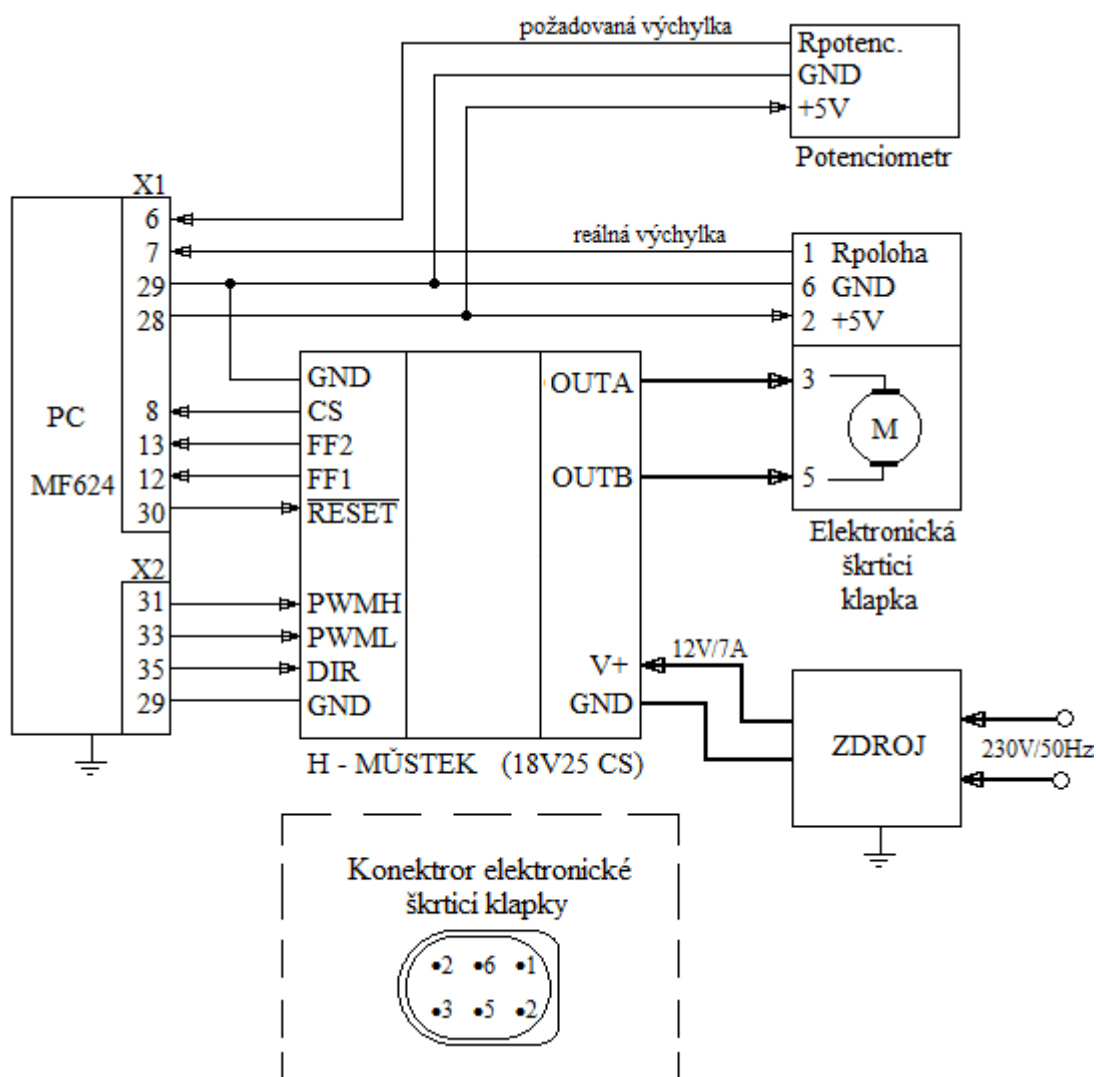 požadovaná výchylka
Rpotenc.
GND
+5V
Potenciometr
X1
6
7
29
28
8
13
12
30
PC
MF624
X2
31
33
35
29
reálná výchylka
1 Rpoloha
6 GND
2 +5V
3
M
5
Elektronická
škrticí
klapka
GND
CS
FF2
FF1
RESET
PWMH
PWML
DIR
GND
OUTA
OUTB
V+
GND
H - MŮSTEK (18V25 CS)
12V/7A
ZDROJ
230V/50Hz
Konektror elektronické
škrticí klapky
2 6 1
3 5 2